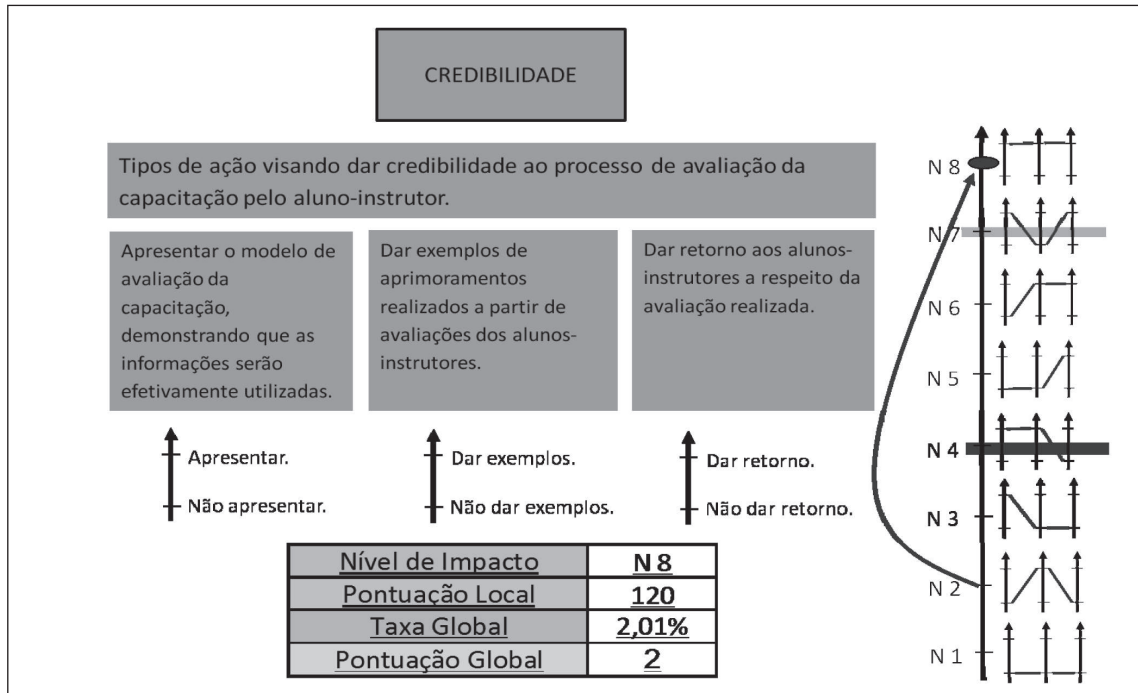 CREDIBILIDADE
Tipos de ação visando dar credibilidade ao processo de avaliação da
capacitação pelo aluno-instrutor.
Apresentar o modelo de
avaliação da
capacitação,
demonstrando que as
informações serão
efetivamente utilizadas.
Dar exemplos de
aprimoramentos
realizados a partir de
avaliações dos alunos-
instrutores.
Dar retorno aos alunos-
instrutores a respeito da
avaliação realizada.
Apresentar.
Não apresentar.
Dar exemplos.
Não dar exemplos.
Dar retorno.
Não dar retorno.
Nível de Impacto N 8
Pontuação Local 120
Taxa Global 2,01%
Pontuação Global 2
N 8
N 7
N 6
N 5
N 4
N 3
N 2
N 1